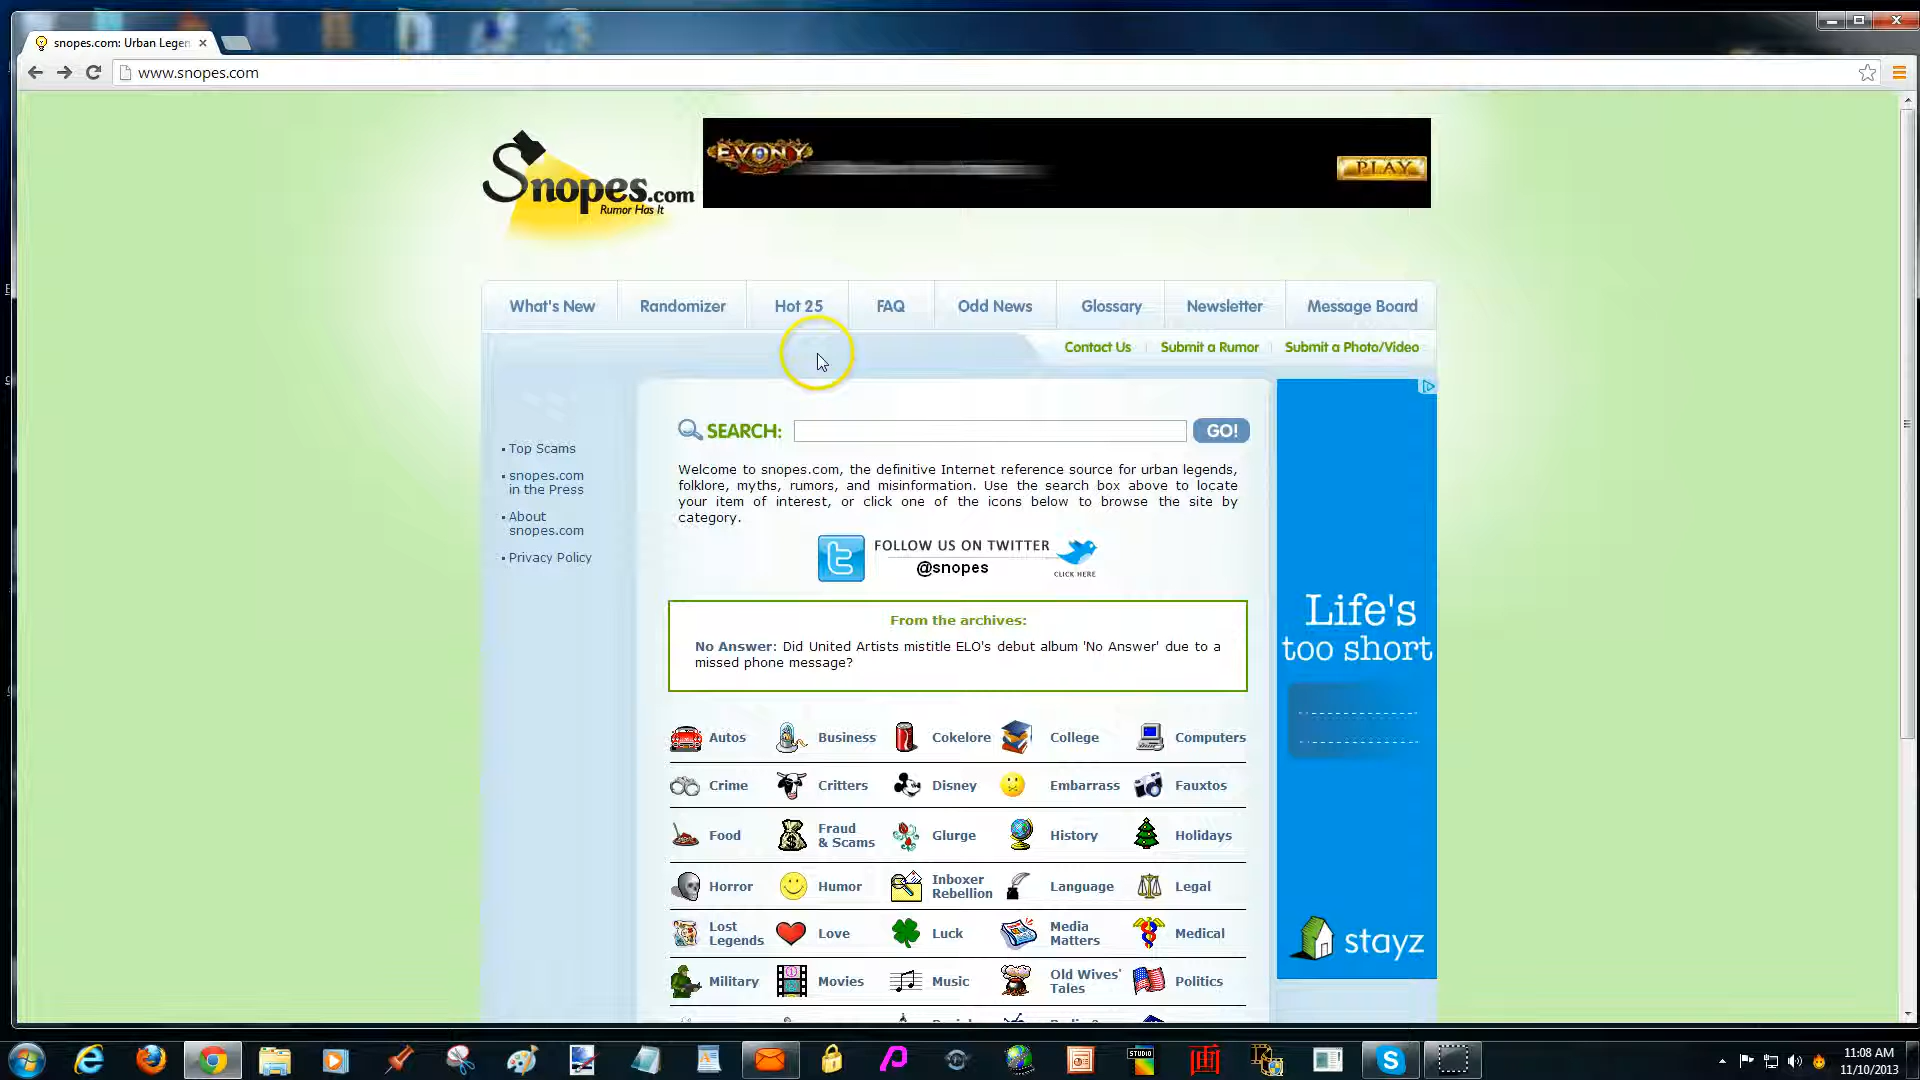 snopes.com: Urban Legen
www.snopes.com
Snopes.com
Rumor Has It
EVONY
PLAY
What's New
Randomizer
Hot 25
FAQ
Odd News
Glossary
Newsletter
Message Board
Contact Us
Submit a Rumor
Submit a Photo/Video
Top Scams
snopes.com
in the Press
About
snopes.com
Privacy Policy
SEARCH:
GO!
Welcome to snopes.com, the definitive Internet reference source for urban legends,
folklore, myths, rumors, and misinformation. Use the search box above to locate
your item of interest, or click one of the icons below to browse the site by
category.
FOLLOW US ON TWITTER
@snopes
CLICK HERE
From the archives:
No Answer: Did United Artists mistitle ELO's debut album 'No Answer' due to a
missed phone message?
Autos
Business
Cokelore
College
Computers
Crime
Critters
Disney
Embarrass
Fauxtos
Food
Fraud
& Scams
Glurge
History
Holidays
Horror
Humor
Inboxer
Rebellion
Language
Legal
Lost
Legends
Love
Luck
Media
Matters
Medical
Military
Movies
Music
Old Wives'
Tales
Politics
Life's
too short
stayz
STUDIO
画
11:08 AM
11/10/2013